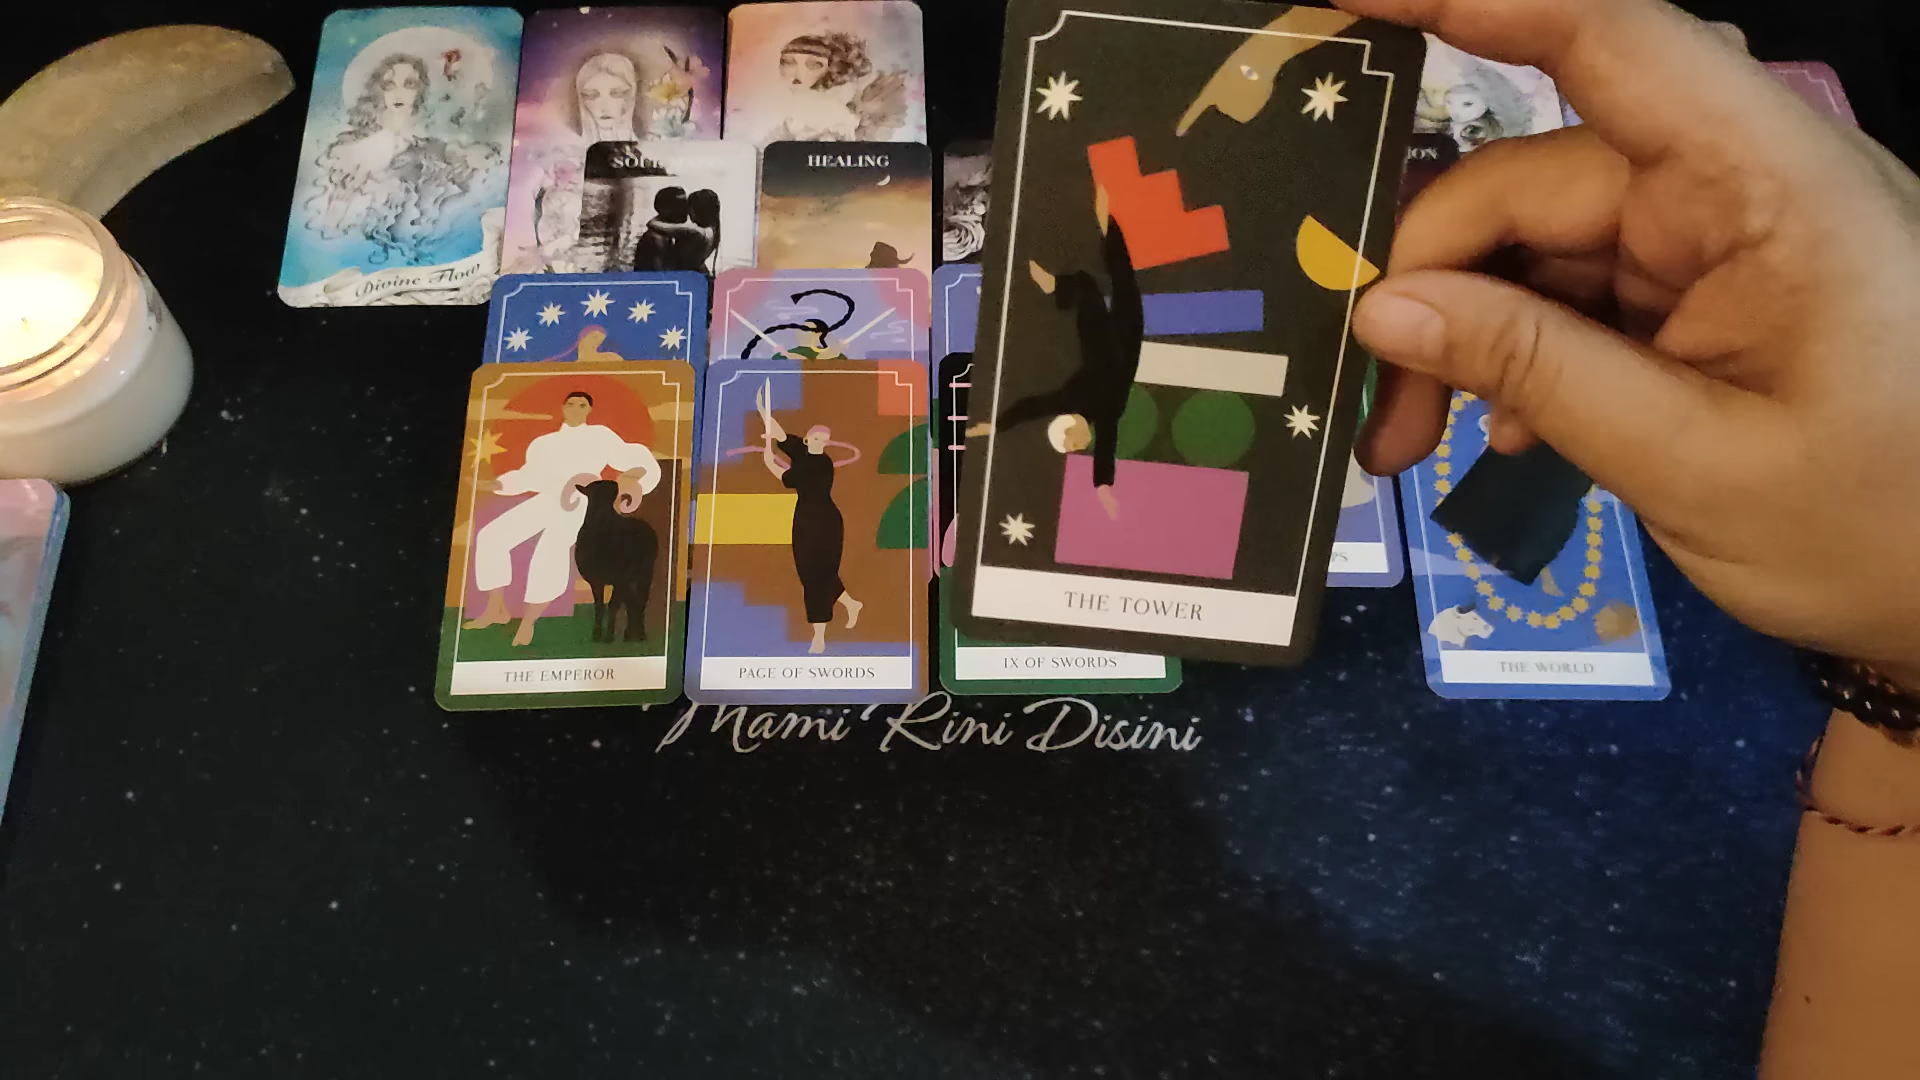 Divine Flow
HEALING
THE TOWER
THE EMPEROR
PAGE OF SWORDS
IX OF SWORDS
THE WORLD
Mami Rini Disini